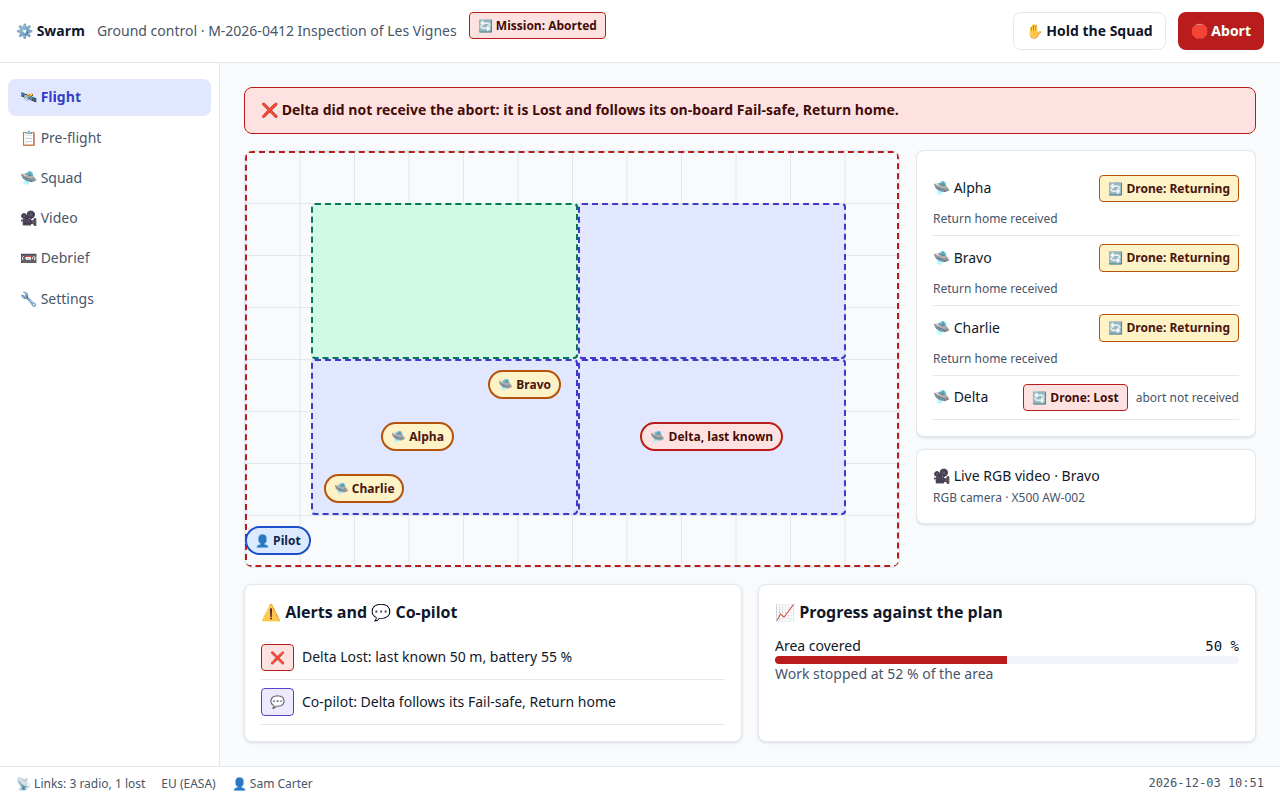 Swarm
Ground control · M-2026-0412 Inspection of Les Vignes
Mission: Aborted
Hold the Squad
Abort
Flight
Pre-flight
Squad
Video
Debrief
Settings
Delta did not receive the abort: it is Lost and follows its on-board Fail-safe, Return home.
Bravo
Alpha
Delta, last known
Charlie
Pilot
Alpha
Drone: Returning
Return home received
Bravo
Drone: Returning
Return home received
Charlie
Drone: Returning
Return home received
Delta
Drone: Lost
abort not received
Live RGB video · Bravo
RGB camera · X500 AW-002
Alerts and Co-pilot
Delta Lost: last known 50 m, battery 55 %
Co-pilot: Delta follows its Fail-safe, Return home
Progress against the plan
Area covered
50 %
Work stopped at 52 % of the area
Links: 3 radio, 1 lost
EU (EASA)
Sam Carter
2026-12-03 10:51